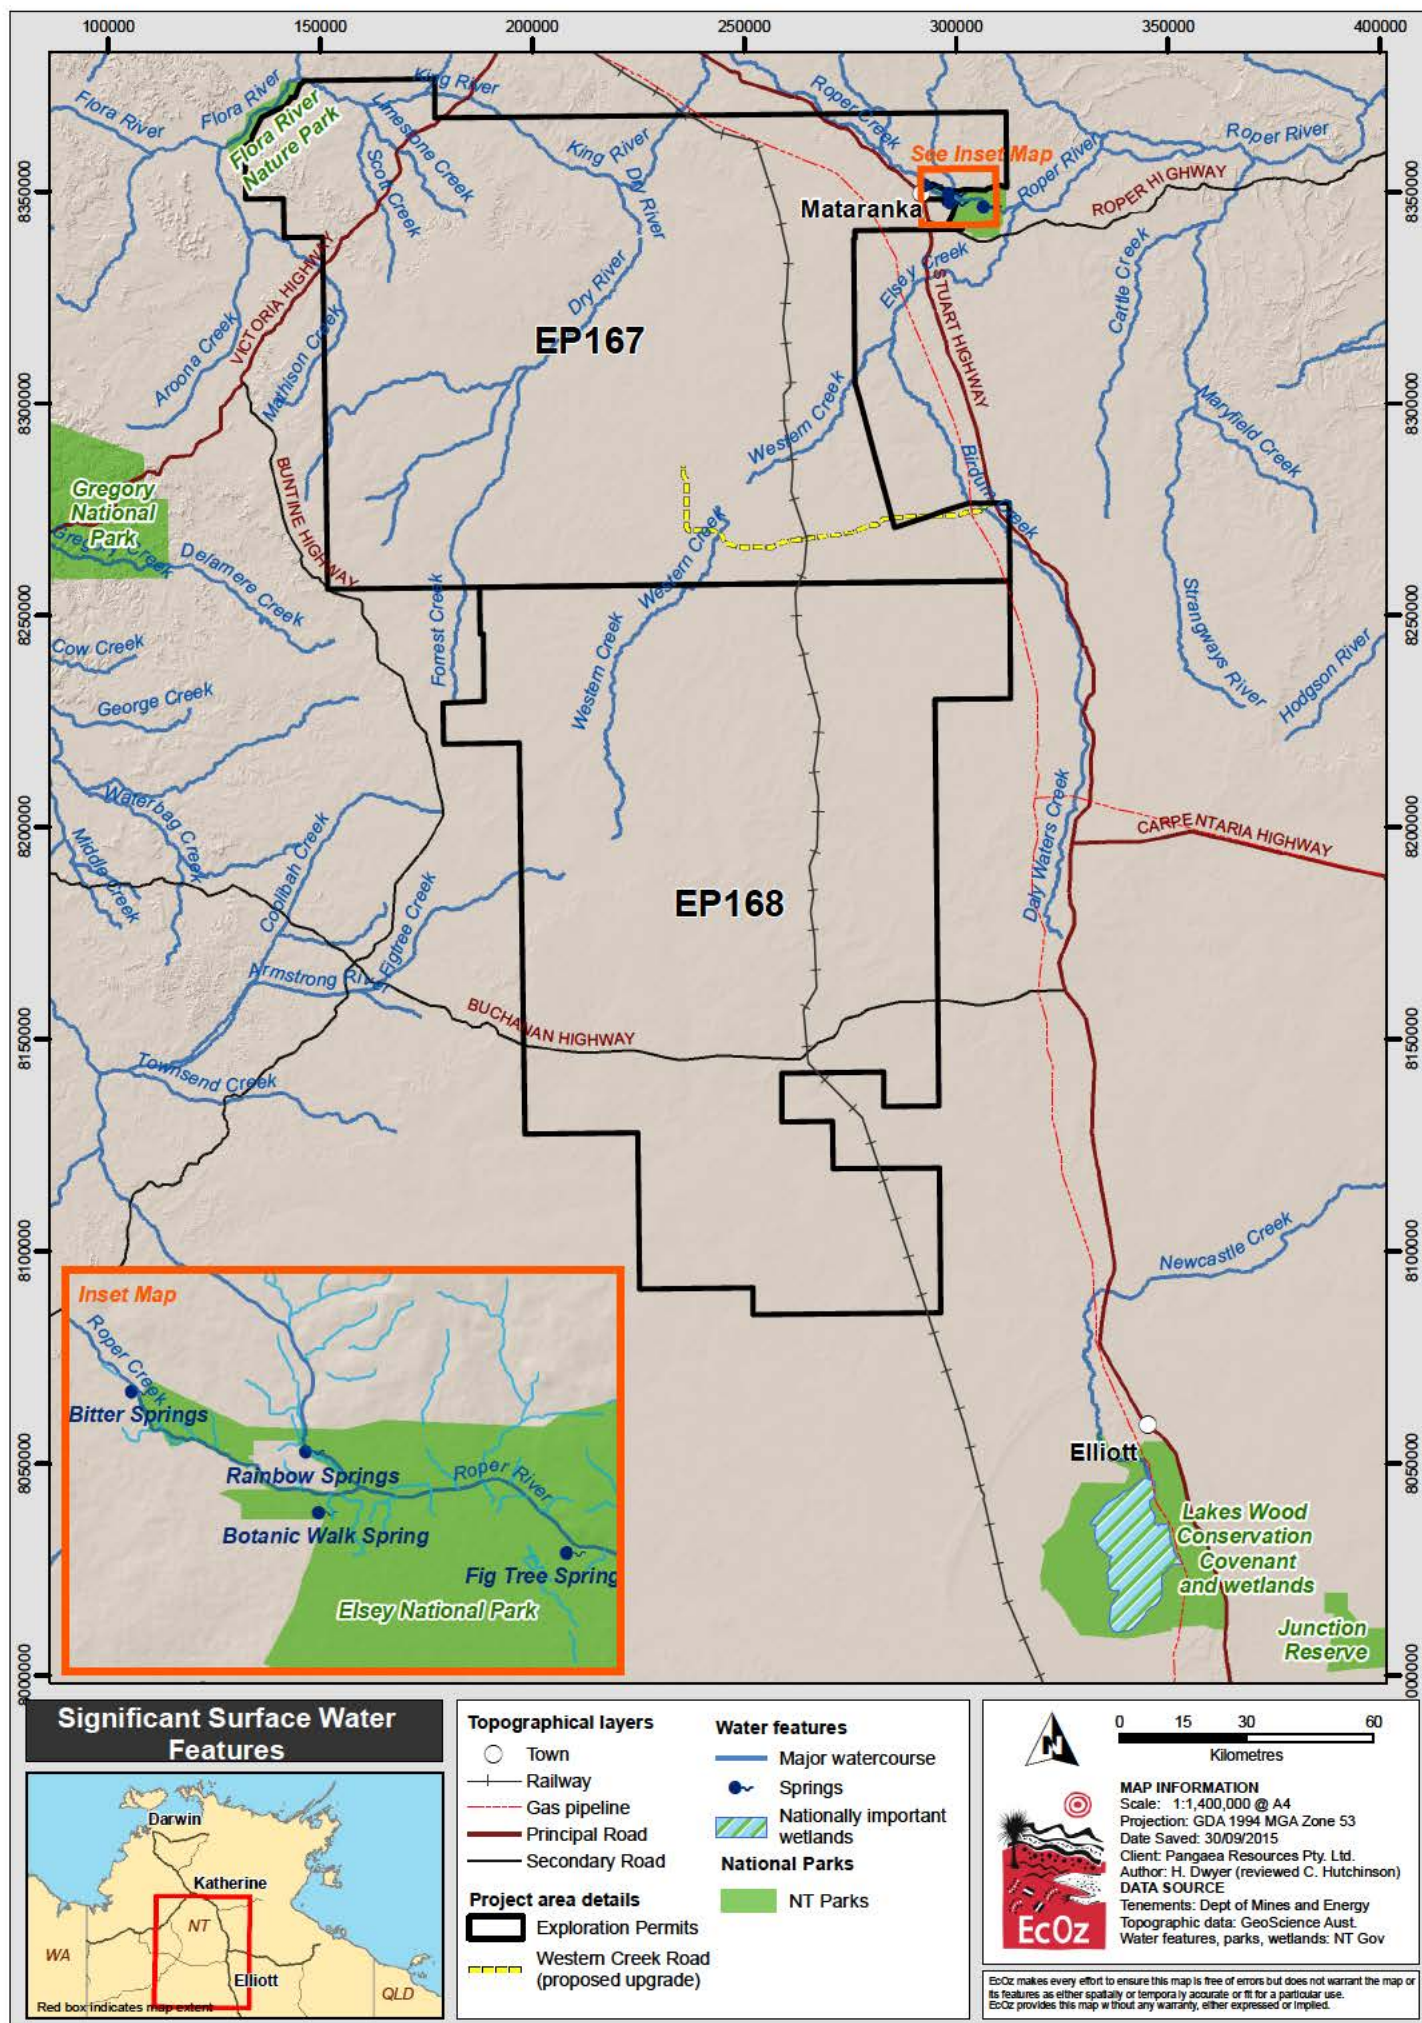 100000 150000 200000 250000 300000 350000 400000
8350000
8300000
8250000
8200000
8150000
8100000
8050000
8000000
8350000
8300000
8250000
8200000
8150000
8100000
8050000
Flora River
Flora River
Flora River
Nature Park
King River
Limestone Creek
Scott Creek
King River
Dry River
Dry River
Roper Creek
See Inset Map
Roper River
Roper River
ROPER HIGHWAY
Mataranka
Elsey Creek
STUART HIGHWAY
Cattle Creek
VICTORIA HIGHWAY
Aroona Creek
Mathison Creek
EP167
Western Creek
Birdum Creek
Maryfield Creek
Gregory
National
Park
Gregory Creek
BUNTINE HIGHWAY
Delamere Creek
Cow Creek
George Creek
Forrest Creek
Western Creek
Western Creek
Strangways River
Hodgson River
Waterbag Creek
Middle Creek
Coolibah Creek
Figtree Creek
Armstrong River
EP168
Daly Waters Creek
CARPENTARIA HIGHWAY
BUCHANAN HIGHWAY
Townsend Creek
Newcastle Creek
Elliott
Lakes Wood
Conservation
Covenant
and wetlands
Junction
Reserve
Inset Map
Roper Creek
Bitter Springs
Rainbow Springs
Roper River
Botanic Walk Spring
Fig Tree Spring
Elsey National Park
Significant Surface Water
Features
Darwin
Katherine
NT
WA
Elliott
QLD
Red box indicates map extent
Topographical layers
Town
Railway
Gas pipeline
Principal Road
Secondary Road
Project area details
Exploration Permits
Western Creek Road
(proposed upgrade)
Water features
Major watercourse
Springs
Nationally important
wetlands
National Parks
NT Parks
N
0 15 30 60
Kilometres
MAP INFORMATION
Scale: 1:1,400,000 @ A4
Projection: GDA 1994 MGA Zone 53
Date Saved: 30/09/2015
Client: Pangaea Resources Pty. Ltd.
Author: H. Dwyer (reviewed C. Hutchinson)
DATA SOURCE
Tenements: Dept of Mines and Energy
Topographic data: GeoScience Aust.
Water features, parks, wetlands: NT Gov
EcOz
EcOz makes every effort to ensure this map is free of errors but does not warrant the map or
its features as either spatially or temporally accurate or fit for a particular use.
EcOz provides this map without any warranty, either expressed or implied.